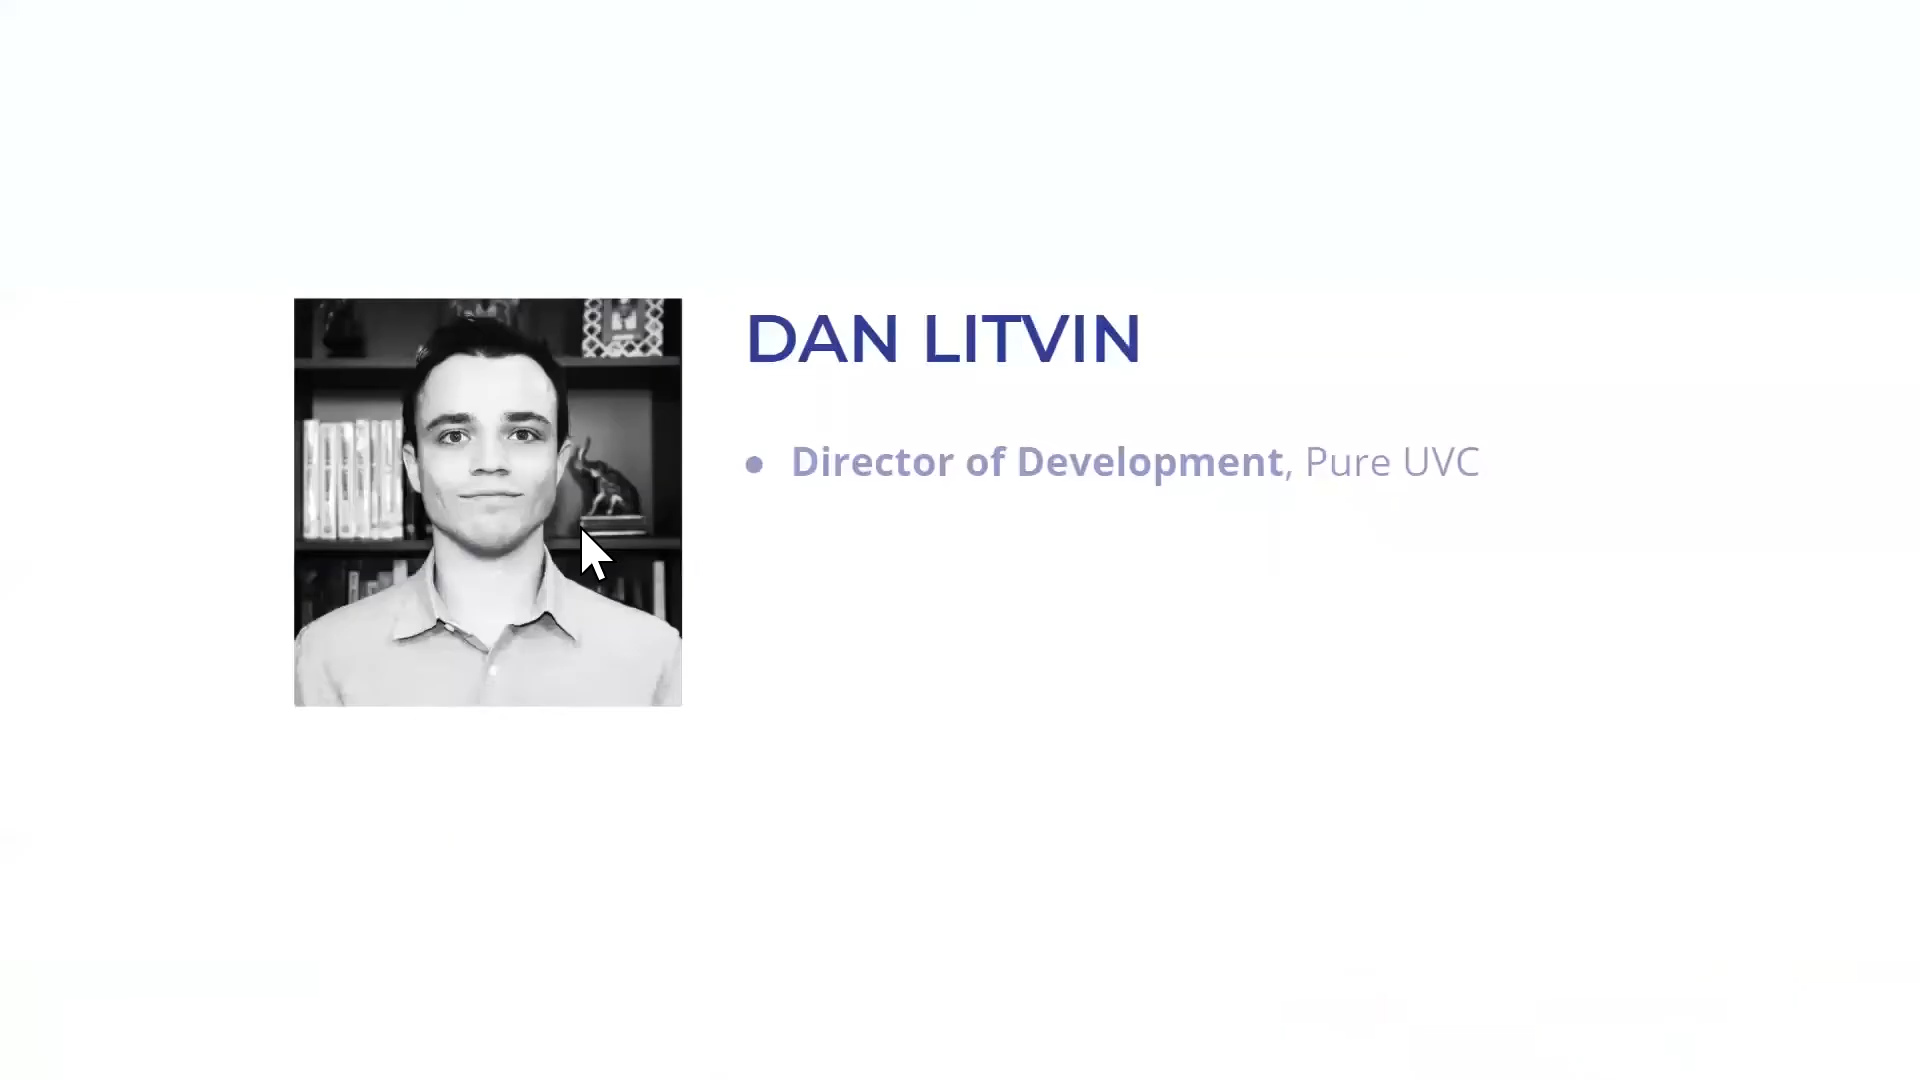 DAN LITVIN
• Director of Development, Pure UVC